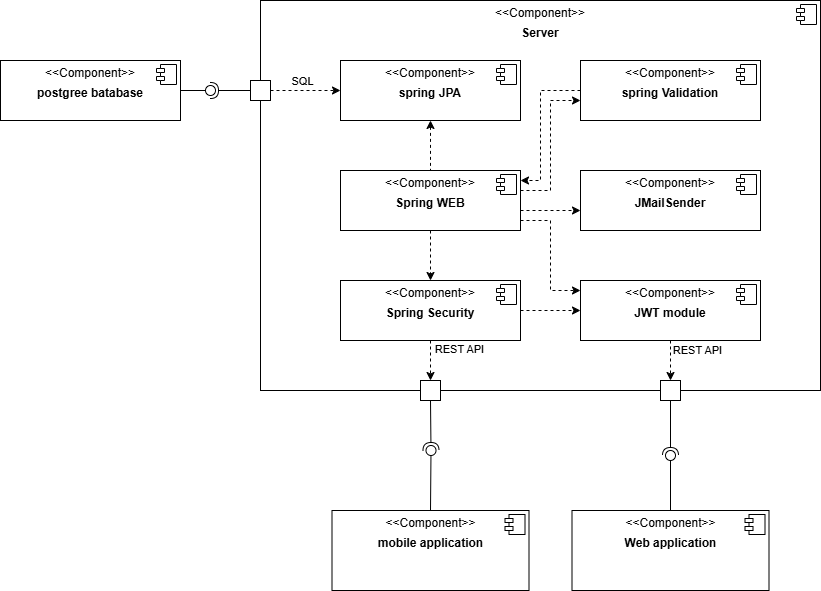 <<Component>>
Server
<<Component>>
postgree batabase
SQL
<<Component>>
spring JPA
<<Component>>
spring Validation
<<Component>>
Spring WEB
<<Component>>
JMailSender
<<Component>>
Spring Security
<<Component>>
JWT module
REST API
REST API
<<Component>>
mobile application
<<Component>>
Web application